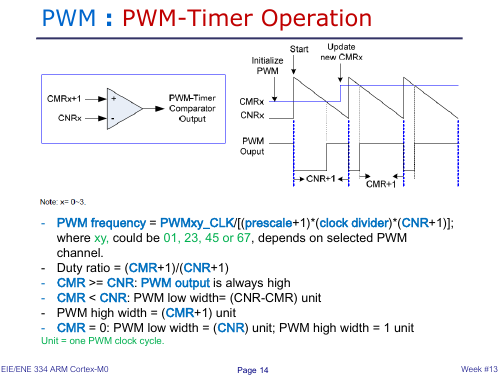 PWM : PWM-Timer Operation
Start
Update
new CMRx
Initialize
PWM
CMRx+1
+
PWM-Timer
Comparator
Output
CNRx
-
CMRx
CNRx
PWM
Ouput
CNR+1
CMR+1
Note: x= 0~3.
- PWM frequency = PWMxy_CLK/[(prescale+1)*(clock divider)*(CNR+1)];
where xy, could be 01, 23, 45 or 67, depends on selected PWM
channel.
- Duty ratio = (CMR+1)/(CNR+1)
- CMR >= CNR: PWM output is always high
- CMR < CNR: PWM low width= (CNR-CMR) unit
- PWM high width = (CMR+1) unit
- CMR = 0: PWM low width = (CNR) unit; PWM high width = 1 unit
Unit = one PWM clock cycle.
EIE/ENE 334 ARM Cortex-M0
Page 14
Week #13